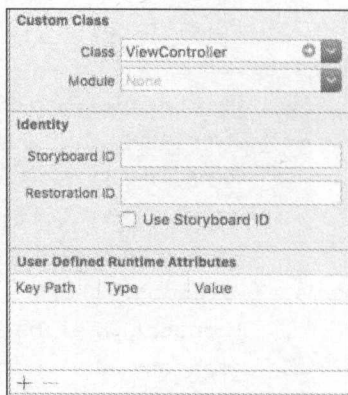 Custom Class
Class ViewController
Module None
Identity
Storyboard ID
Restoration ID
Use Storyboard ID
User Defined Runtime Attributes
Key Path Type Value